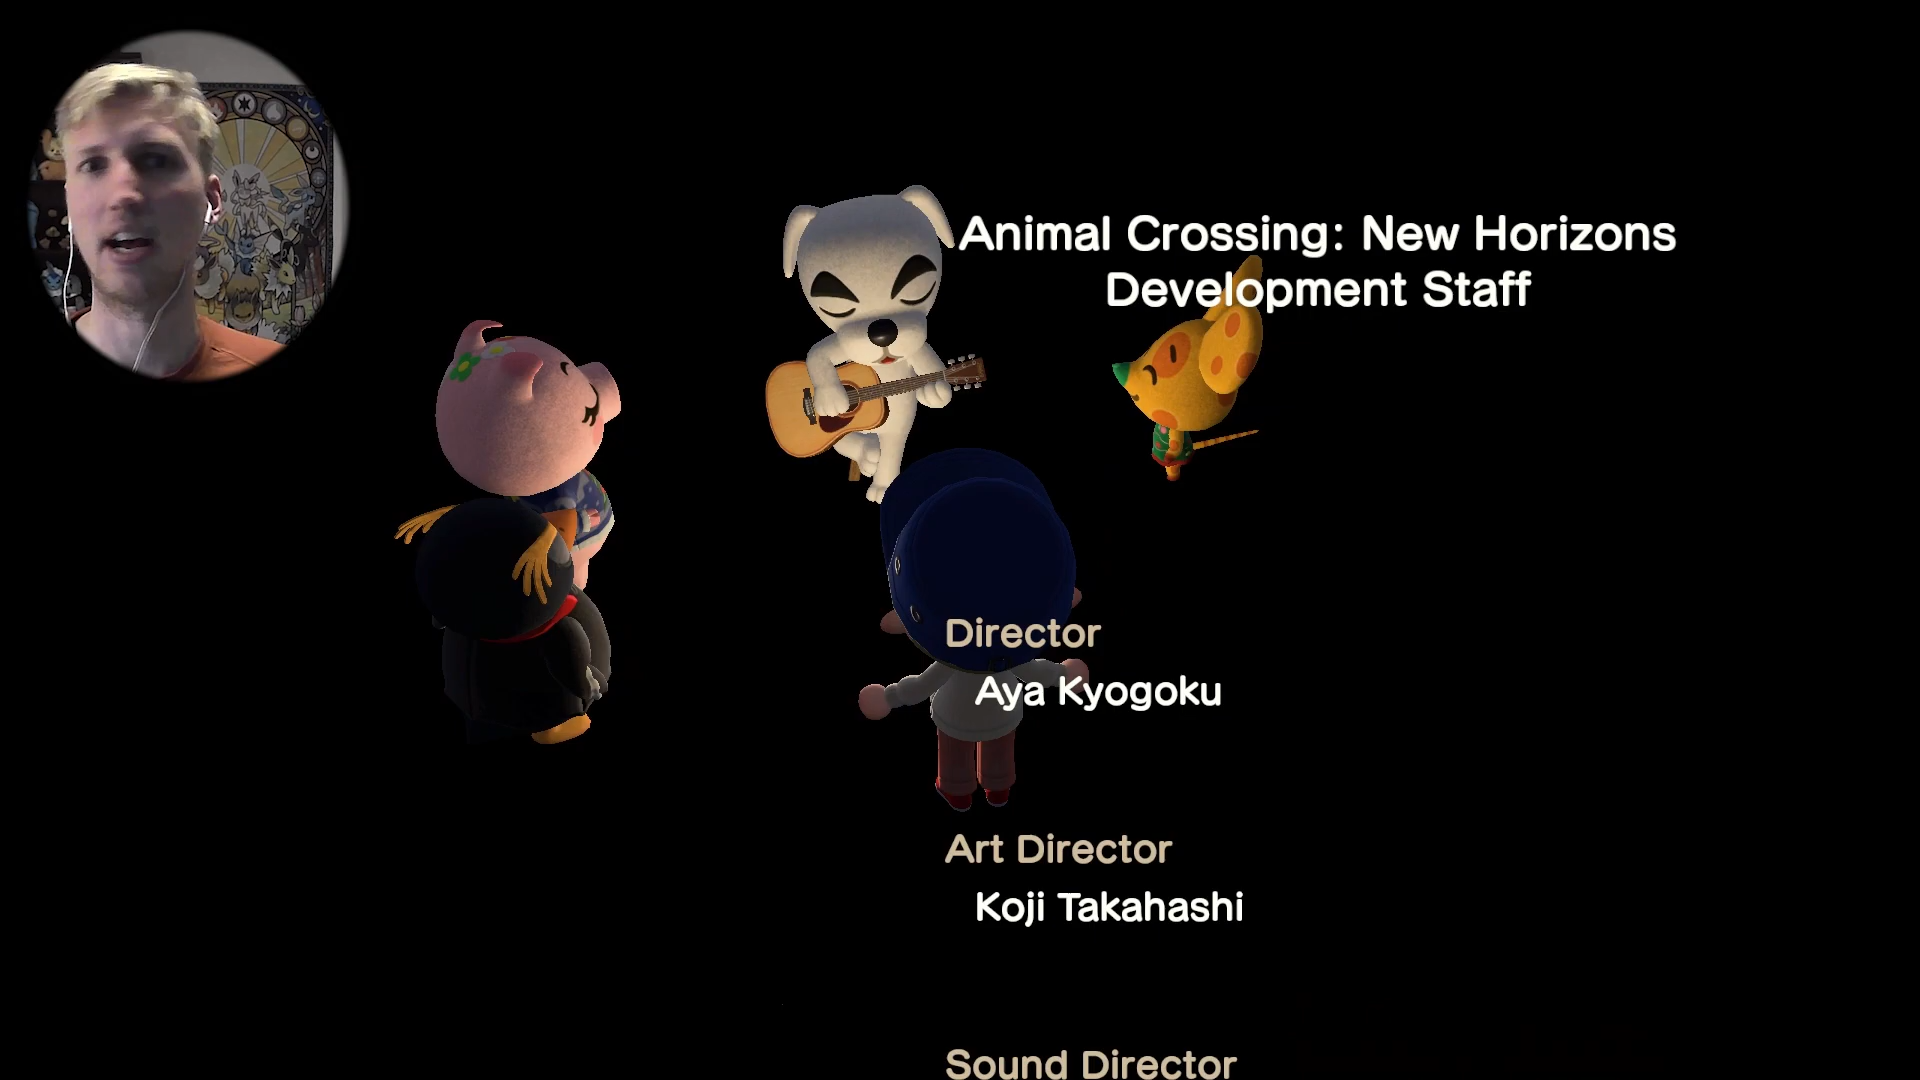 Animal Crossing: New Horizons
Development Staff
Director
Aya Kyogoku
Art Director
Koji Takahashi
Sound Director